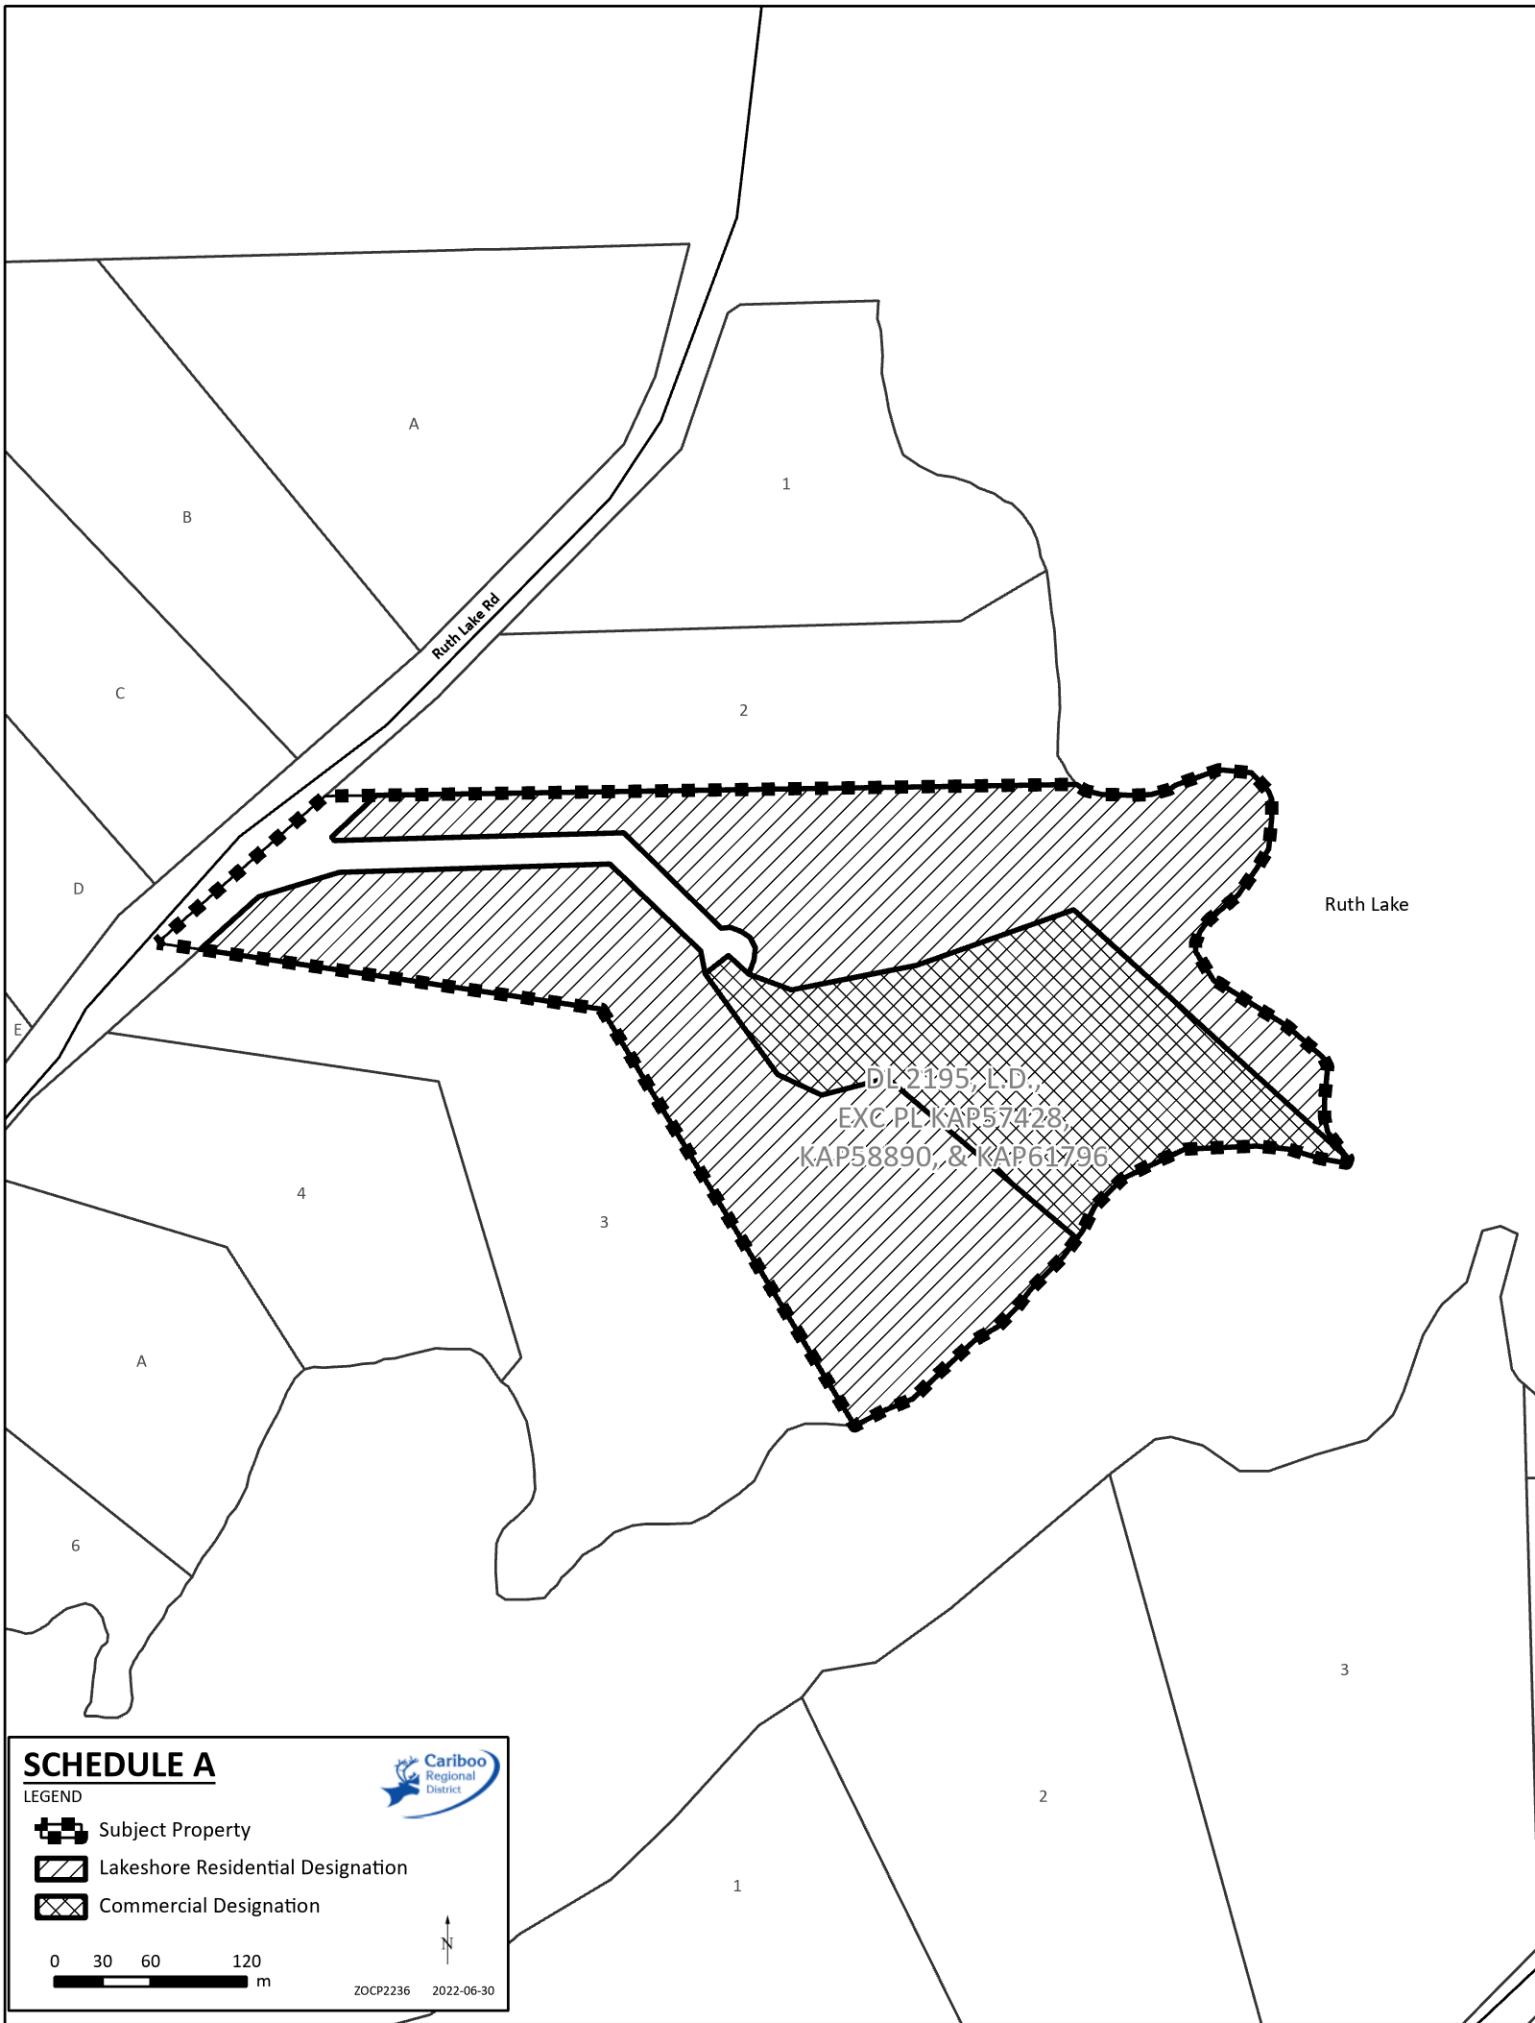 A
1
B
Ruth Lake Rd
C
2
D
Ruth Lake
E
DL 2195, L.D.,
EXC PL KAP57428,
KAP58890, & KAP61796
4
3
A
6
3
2
1
SCHEDULE A
LEGEND
Cariboo
Regional
District
Subject Property
Lakeshore Residential Designation
Commercial Designation
N
0 30 60 120
m
ZOCP2236 2022-06-30